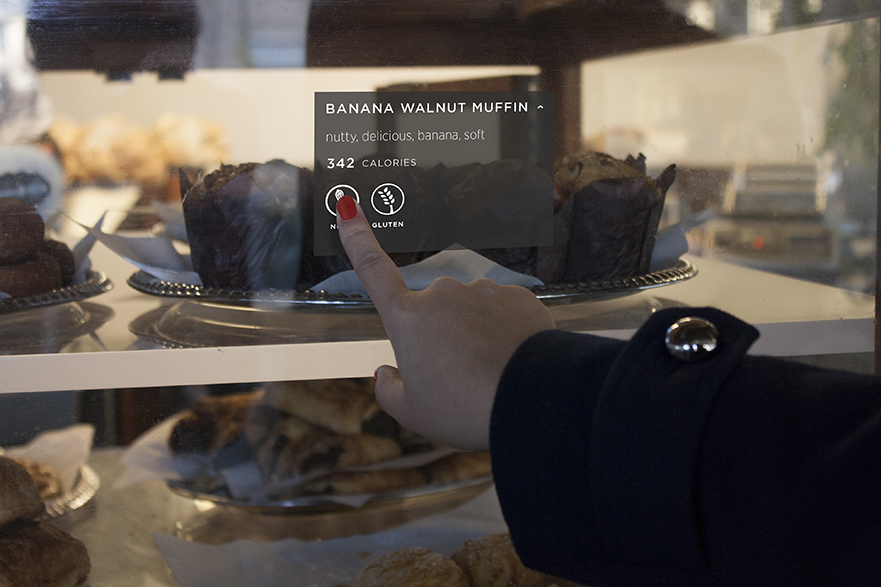 BANANA WALNUT MUFFIN
nutty, delicious, banana, soft
342 CALORIES
GLUTEN